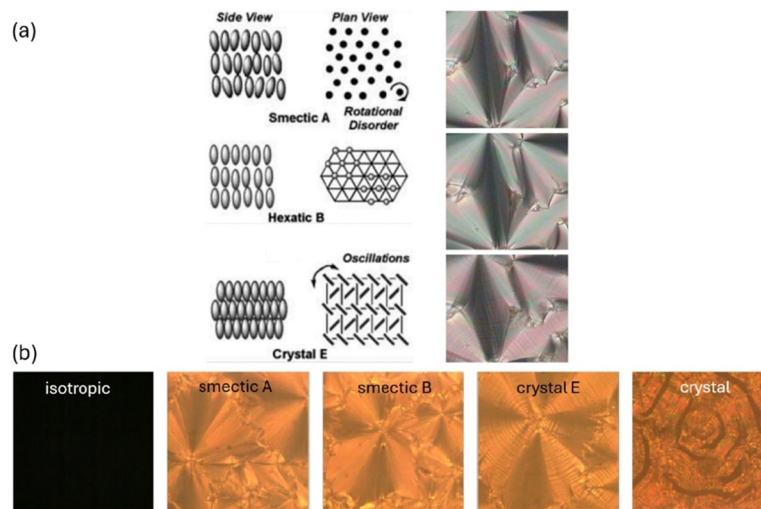 (a)
Side View Plan View
Smectic A
Rotational
Disorder
Hexatic B
Oscillations
Crystal E
(b)
isotropic smectic A smectic B crystal E crystal